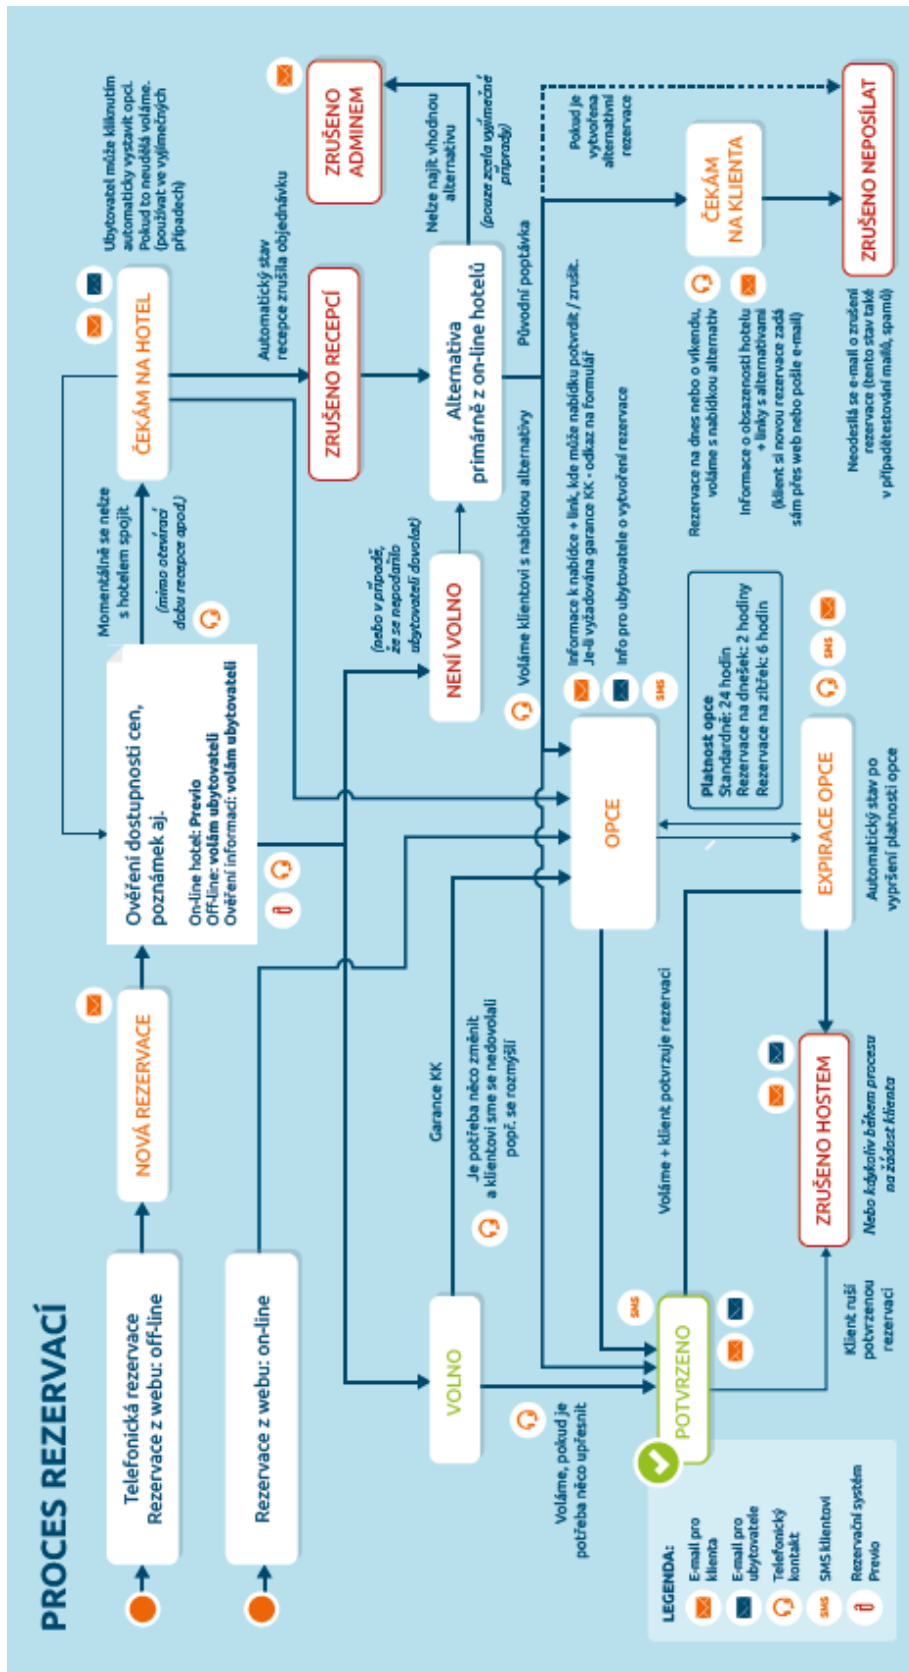 PROCES REZERVACÍ
Telefonická rezervace
Rezervace z webu: off-line
NOVÁ REZERVACE
Ověření dostupnosti cen,
poznámek aj.
On-line hotel: Previo
Off-line: volám ubytovateli
Ověření informací: volám ubytovateli
Momentálně se nelze
s hotelem spojit
(mimo otevírací
dobu recepce apod.)
ČEKÁM NA HOTEL
Ubytovatel může kliknutím
automaticky vystavit opci.
Pokud to neudělá voláme.
(používat ve vyjímečných
případech)
Rezervace z webu: on-line
Automatický stav
recepce zrušila objednávku
ZRUŠENO RECEPCÍ
ZRUŠENO
ADMINEM
(nebo v případě,
že se nepodařilo
ubytovateli dovolat)
NENÍ VOLNO
Alternativa
primárně z on-line hotelů
Nelze najít vhodnou
alternativu
(pouze zcela vyjímečné
případy)
VOLNO
Garance KK
Je potřeba něco změnit
a klientovi sme se nedovolali
popř. se rozmýšlí
Voláme klientovi s nabídkou alternativy
Původní poptávka
Pokud je
vytvořena
alternativní
rezervace
Voláme, pokud je
potřeba něco upřesnit
OPCE
Informace k nabídce + link, kde může nabídku potvrdit / zrušit.
Je-li vyžadována garance KK - odkaz na formulář
Info pro ubytovatele o vytvoření rezervace
SMS
ČEKÁM
NA KLIENTA
Rezervace na dnes nebo o víkendu,
voláme s nabídkou alternativ
Informace o obsazenosti hotelu
+ linky s alternativami
(klient si novou rezervace zadá
sám přes web nebo pošle e-mail)
SMS
POTVRZENO
Voláme + klient potvrzuje rezervaci
Platnost opce
Standardně: 24 hodin
Rezervace na dnešek: 2 hodiny
Rezervace na zítřek: 6 hodin
SMS
EXPIRACE OPCE
Automatický stav po
vypršení platnosti opce
ZRUŠENO HOSTEM
Nebo kdykoliv během procesu
na žádost klienta
Klient ruší
potvrzenou
rezervaci
ZRUŠENO NEPOSÍLAT
Neodesílá se e-mail o zrušení
rezervace (tento stav také
v případětestování mailů, spamů)
LEGENDA:
E-mail pro
klienta
E-mail pro
ubytovatele
Telefonický
kontakt
SMS
SMS klientovi
Rezervační systém
Previo